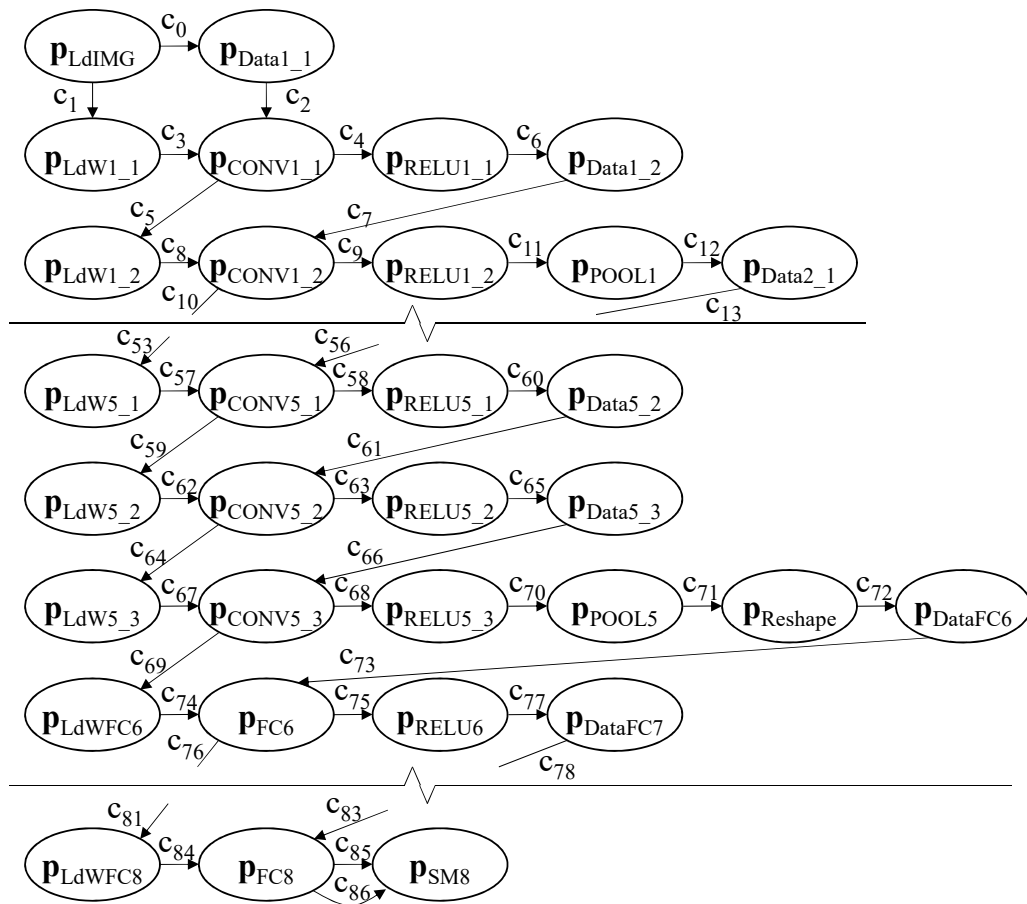 c0
pLdIMG pData1_1
c1 c2
c3 c4 c6
pLdW1_1 pCONV1_1 pRELU1_1 pData1_2
c5 c7
c8 c9 c11 c12
pLdW1_2 pCONV1_2 pRELU1_2 pPOOL1 pData2_1
c10 c13
c53 c56
c57 c58 c60
pLdW5_1 pCONV5_1 pRELU5_1 pData5_2
c59 c61
c62 c63 c65
pLdW5_2 pCONV5_2 pRELU5_2 pData5_3
c64 c66
c67 c68 c70 c71 c72
pLdW5_3 pCONV5_3 pRELU5_3 pPOOL5 pReshape pDataFC6
c69 c73
c74 c75 c77
pLdWFC6 pFC6 pRELU6 pDataFC7
c76 c78
c81 c83
c84 c85
pLdWFC8 pFC8 pSM8
c86